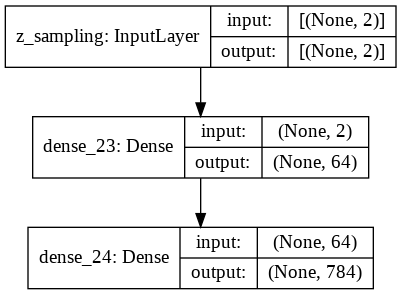 z_sampling: InputLayer
input: [(None, 2)]
output: [(None, 2)]
dense_23: Dense
input: (None, 2)
output: (None, 64)
dense_24: Dense
input: (None, 64)
output: (None, 784)